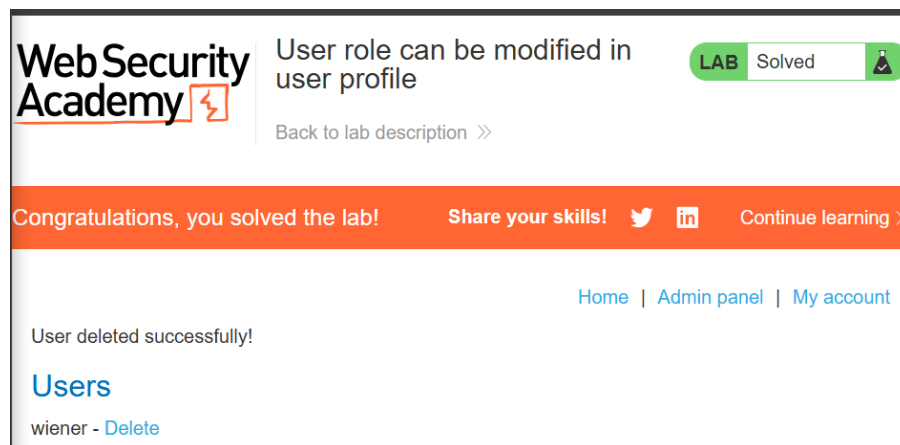 Web Security
Academy
User role can be modified in
user profile
Back to lab description
LAB Solved
Congratulations, you solved the lab! Share your skills! Continue learning
Home | Admin panel | My account
User deleted successfully!
Users
wiener - Delete